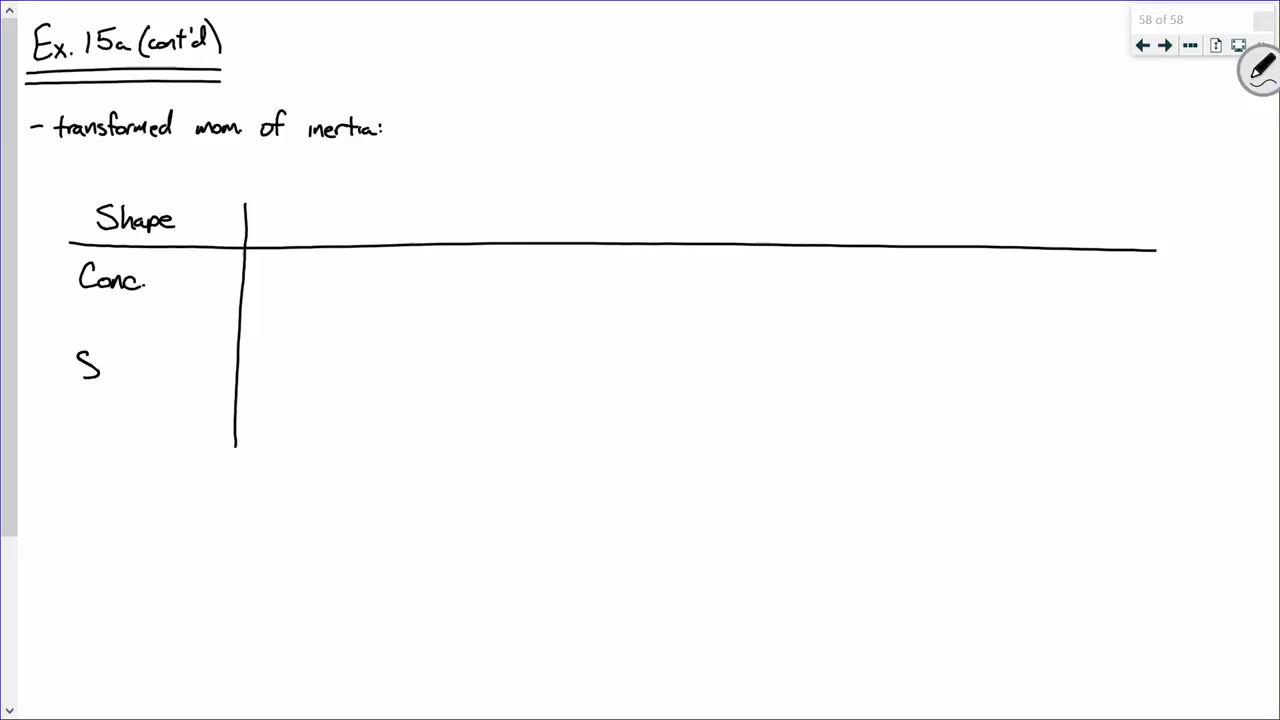 58 of 58
Ex. 15a (cont'd)
- transformed mom. of inertia:
Shape
Conc.
S